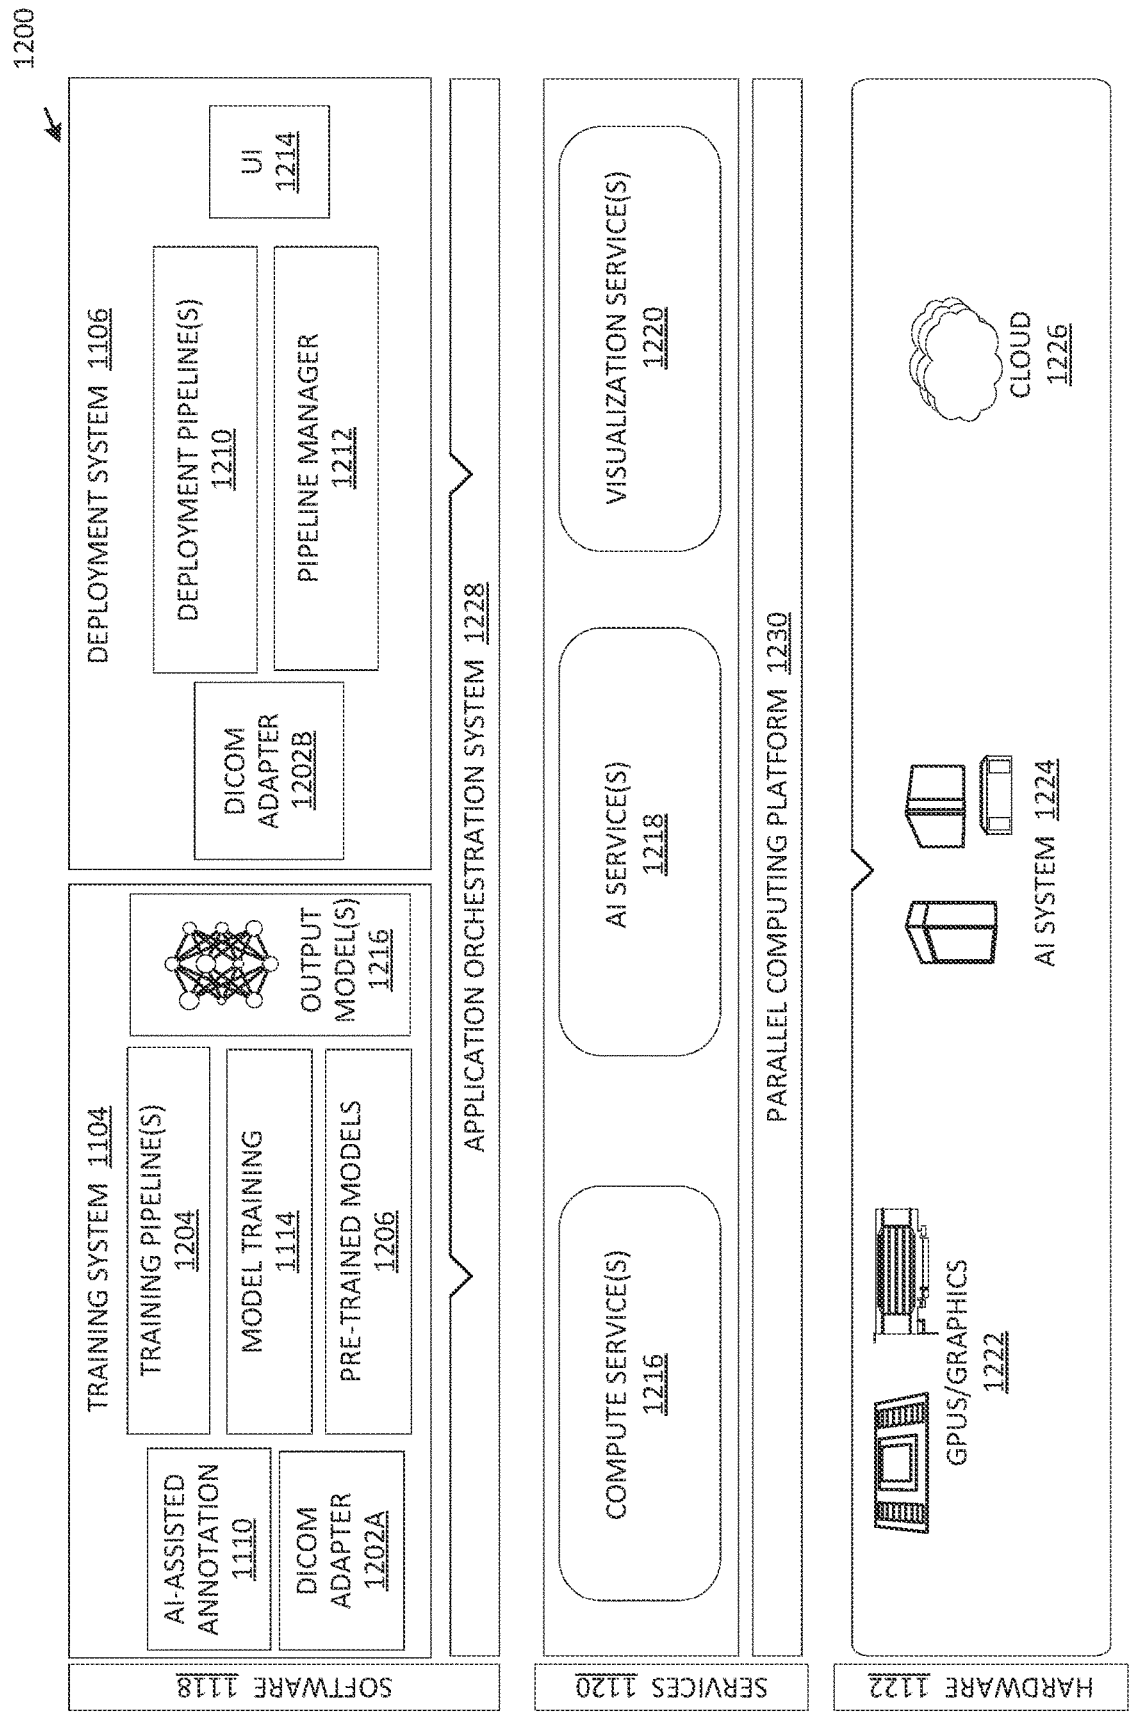 1200
SOFTWARE 1118
TRAINING SYSTEM 1104
AI-ASSISTED
ANNOTATION
1110
DICOM
ADAPTER
1202A
TRAINING PIPELINE(S)
1204
MODEL TRAINING
1114
PRE-TRAINED MODELS
1206
OUTPUT
MODEL(S)
1216
DEPLOYMENT SYSTEM 1106
DICOM
ADAPTER
1202B
DEPLOYMENT PIPELINE(S)
1210
PIPELINE MANAGER
1212
UI
1214
APPLICATION ORCHESTRATION SYSTEM 1228
SERVICES 1120
COMPUTE SERVICE(S)
1216
AI SERVICE(S)
1218
VISUALIZATION SERVICE(S)
1220
PARALLEL COMPUTING PLATFORM 1230
HARDWARE 1122
GPUS/GRAPHICS
1222
AI SYSTEM 1224
CLOUD
1226